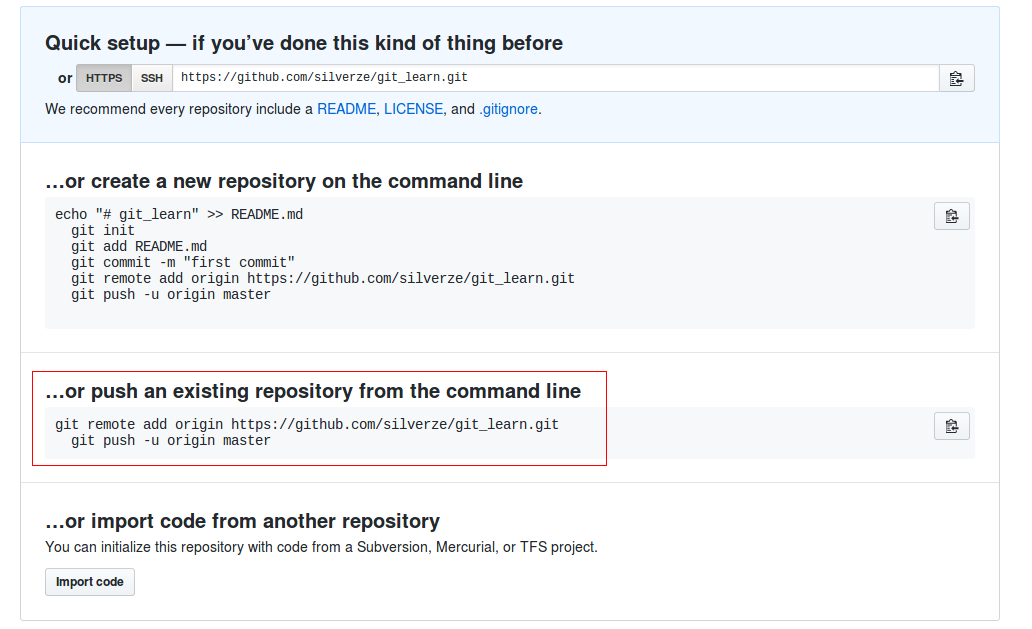 Quick setup — if you’ve done this kind of thing before
or HTTPS SSH https://github.com/silverze/git_learn.git
We recommend every repository include a README, LICENSE, and .gitignore.
…or create a new repository on the command line
echo "# git_learn" >> README.md
git init
git add README.md
git commit -m "first commit"
git remote add origin https://github.com/silverze/git_learn.git
git push -u origin master
…or push an existing repository from the command line
git remote add origin https://github.com/silverze/git_learn.git
git push -u origin master
…or import code from another repository
You can initialize this repository with code from a Subversion, Mercurial, or TFS project.
Import code